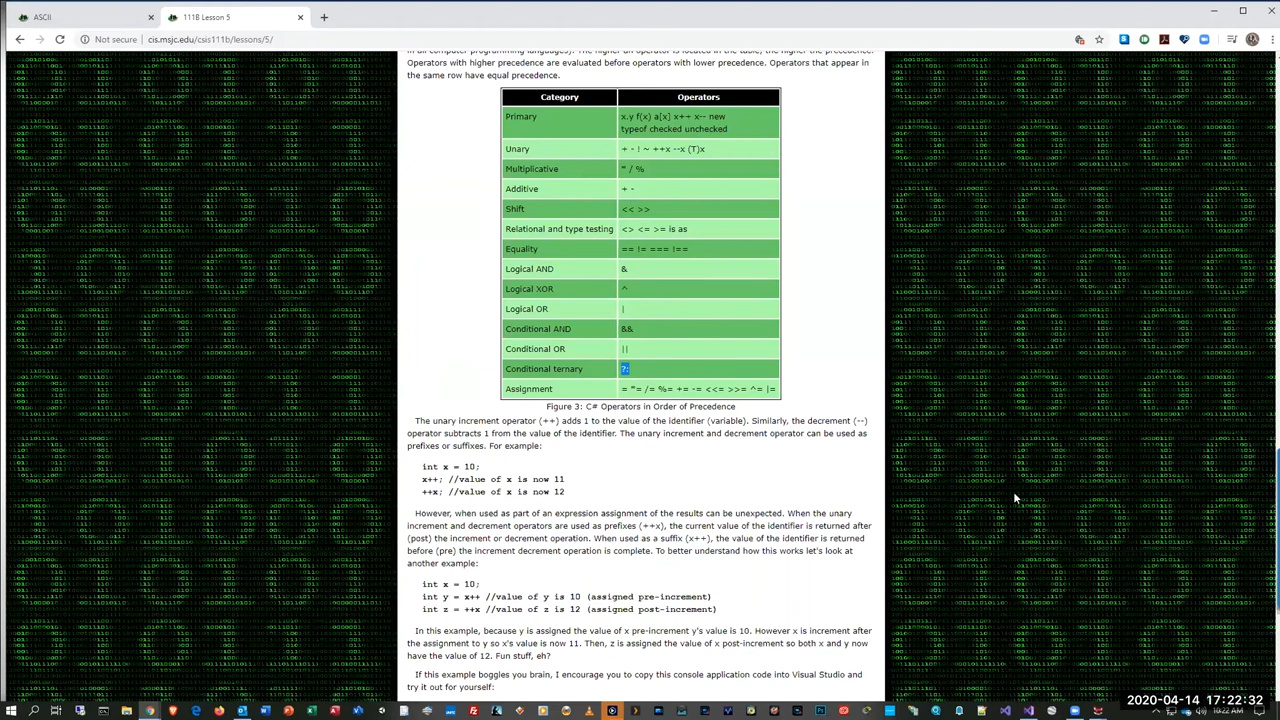 ASCII
111B Lesson 5
Not secure
cis.msjc.edu/csis111b/lessons/5/
in all computer programming languages). The higher an operator is located in the table, the higher the precedence.
Operators with higher precedence are evaluated before operators with lower precedence. Operators that appear in
the same row have equal precedence.
Category Operators
Primary x.y f(x) a[x] x++ x-- new
typeof checked unchecked
Unary + - ! ~ ++x --x (T)x
Multiplicative * / %
Additive + -
Shift << >>
Relational and type testing <> <= >= is as
Equality == != === !==
Logical AND &
Logical XOR ^
Logical OR |
Conditional AND &&
Conditional OR ||
Conditional ternary ?:
Assignment = *= /= %= += -= <<= >>= ^= |=
Figure 3: C# Operators in Order of Precedence
The unary increment operator (++) adds 1 to the value of the identifier (variable). Similarly, the decrement (--)
operator subtracts 1 from the value of the identifier. The unary increment and decrement operator can be used as
prefixes or suffixes. For example:
int x = 10;
x++; //value of x is now 11
++x; //value of x is now 12
However, when used as part of an expression assignment of the results can be unexpected. When the unary
increment and decrement operators are used as prefixes (++x), the current value of the identifier is returned after
(post) the increment or decrement operation. When used as a suffix (x++), the value of the identifier is returned
before (pre) the increment decrement operation is complete. To better understand how this works let's look at
another example:
int x = 10;
int y = x++ //value of y is 10 (assigned pre-increment)
int z = ++x //value of z is 12 (assigned post-increment)
In this example, because y is assigned the value of x pre-increment y's value is 10. However x is increment after
the assignment to y so x's value is now 11. Then, z is assigned the value of x post-increment so both x and y now
have the value of 12. Fun stuff, eh?
If this example boggles you brain, I encourage you to copy this console application code into Visual Studio and
try it out for yourself:
2020-04-14 17:22:32
10:22 AM